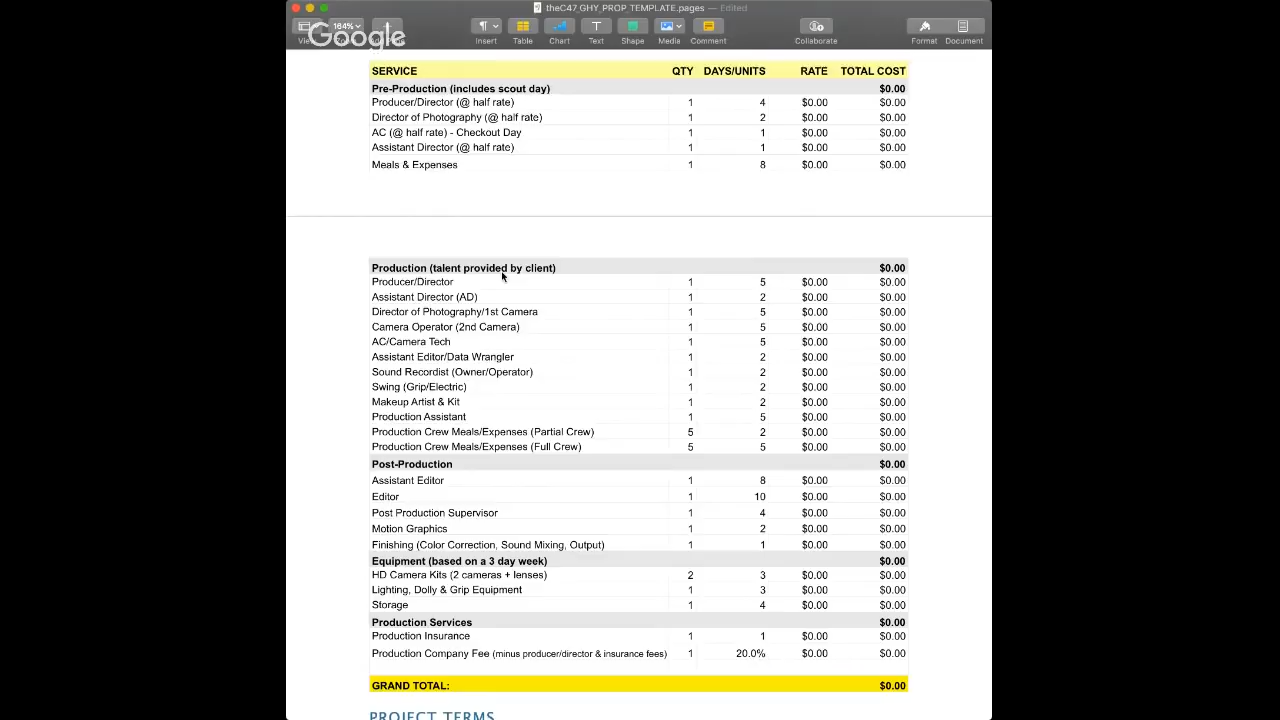 theC47 GHY_PROP TEMPLATE.pages — Edited
164%
Google
Insert Table Chart Text Shape Media Comment Collaborate Format Document
SERVICE QTY DAYS/UNITS RATE TOTAL COST
Pre-Production (includes scout day) $0.00
Producer/Director (@ half rate) 1 4 $0.00 $0.00
Director of Photography (@ half rate) 1 2 $0.00 $0.00
AC (@ half rate) - Checkout Day 1 1 $0.00 $0.00
Assistant Director (@ half rate) 1 1 $0.00 $0.00
Meals & Expenses 1 8 $0.00 $0.00
Production (talent provided by client) $0.00
Producer/Director 1 5 $0.00 $0.00
Assistant Director (AD) 1 2 $0.00 $0.00
Director of Photography/1st Camera 1 5 $0.00 $0.00
Camera Operator (2nd Camera) 1 5 $0.00 $0.00
AC/Camera Tech 1 5 $0.00 $0.00
Assistant Editor/Data Wrangler 1 2 $0.00 $0.00
Sound Recordist (Owner/Operator) 1 2 $0.00 $0.00
Swing (Grip/Electric) 1 2 $0.00 $0.00
Makeup Artist & Kit 1 2 $0.00 $0.00
Production Assistant 1 5 $0.00 $0.00
Production Crew Meals/Expenses (Partial Crew) 5 2 $0.00 $0.00
Production Crew Meals/Expenses (Full Crew) 5 5 $0.00 $0.00
Post-Production $0.00
Assistant Editor 1 8 $0.00 $0.00
Editor 1 10 $0.00 $0.00
Post Production Supervisor 1 4 $0.00 $0.00
Motion Graphics 1 2 $0.00 $0.00
Finishing (Color Correction, Sound Mixing, Output) 1 1 $0.00 $0.00
Equipment (based on a 3 day week) $0.00
HD Camera Kits (2 cameras + lenses) 2 3 $0.00 $0.00
Lighting, Dolly & Grip Equipment 1 3 $0.00 $0.00
Storage 1 4 $0.00 $0.00
Production Services $0.00
Production Insurance 1 1 $0.00 $0.00
Production Company Fee (minus producer/director & insurance fees) 1 20.0% $0.00 $0.00
GRAND TOTAL: $0.00
PROJECT TERMS